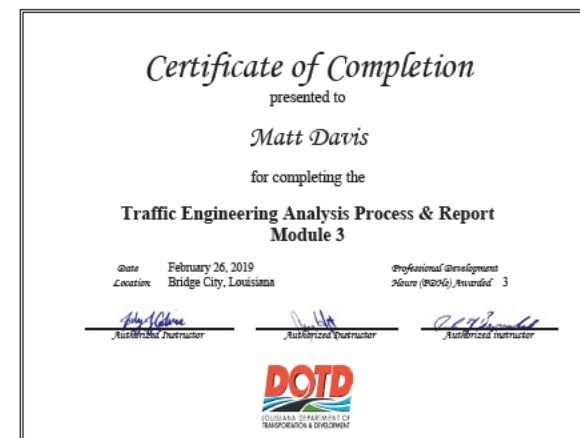 Certificate of Completion
presented to
Matt Davis
for completing the
Traffic Engineering Analysis Process & Report
Module 3
Date February 26, 2019
Location Bridge City, Louisiana
Professional Development
Hours (PDHs) Awarded 3
Authorized Instructor
Authorized Instructor
Authorized instructor
DOTD
LOUISIANA DEPARTMENT OF
TRANSPORTATION & DEVELOPMENT